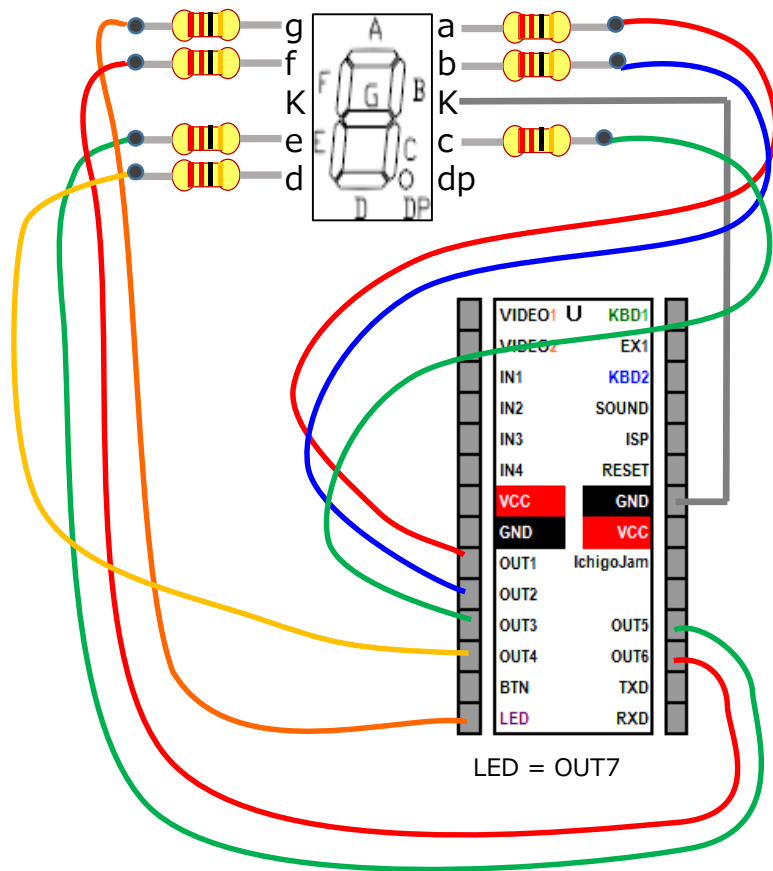 g a
f b
K K
e c
d dp
A
F B
G
E C
D DP
VIDEO1 U KBD1
VIDEO2 EX1
IN1 KBD2
IN2 SOUND
IN3 ISP
IN4 RESET
VCC GND
GND VCC
OUT1 IchigoJam
OUT2
OUT3 OUT5
OUT4 OUT6
BTN TXD
LED RXD
LED = OUT7